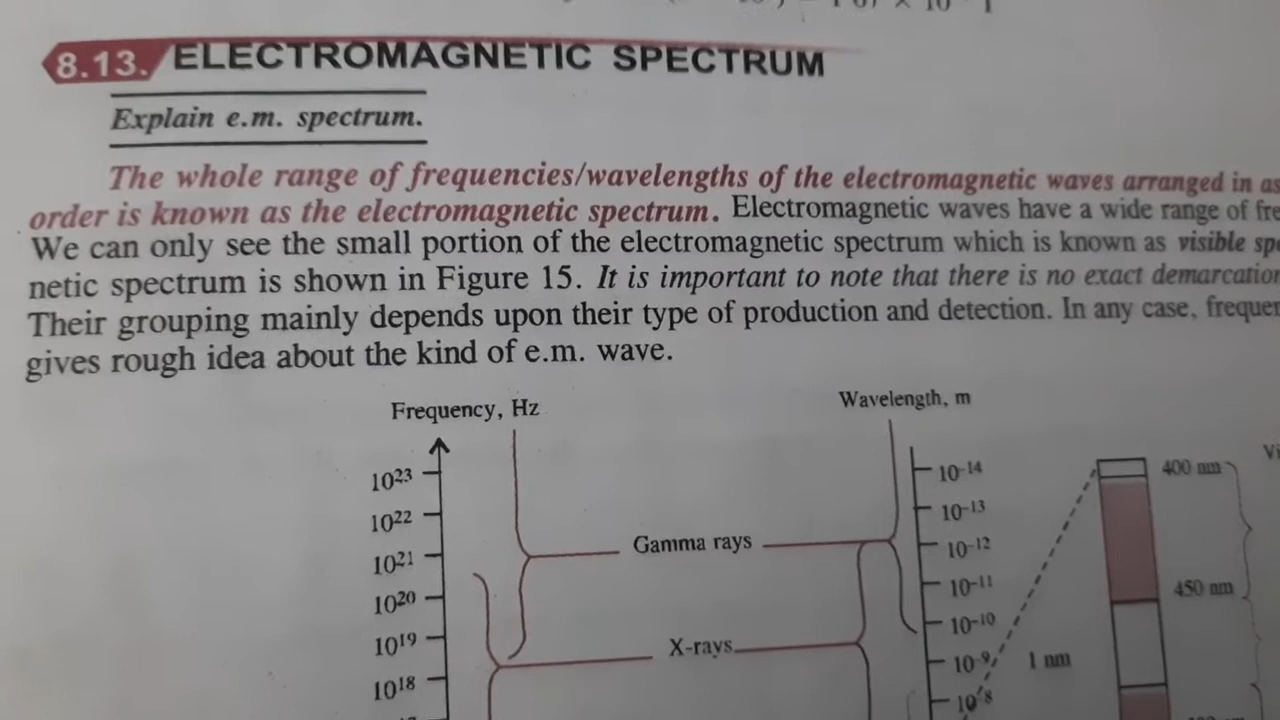 8.13. ELECTROMAGNETIC SPECTRUM
Explain e.m. spectrum.
The whole range of frequencies/wavelengths of the electromagnetic waves arranged in
order is known as the electromagnetic spectrum. Electromagnetic waves have a wide range of
We can only see the small portion of the electromagnetic spectrum which is known as visible
netic spectrum is shown in Figure 15. It is important to note that there is no exact demarcation
Their grouping mainly depends upon their type of production and detection. In any case,
gives rough idea about the kind of e.m. wave.
Frequency, Hz
Wavelength, m
10²³
10⁻¹⁴
400 nm
10²²
10⁻¹³
10²¹
Gamma rays
10⁻¹²
10²⁰
10⁻¹¹
450 nm
10¹⁹
X-rays
10⁻¹⁰
10⁻⁹
1 nm
10¹⁸
10⁻⁸